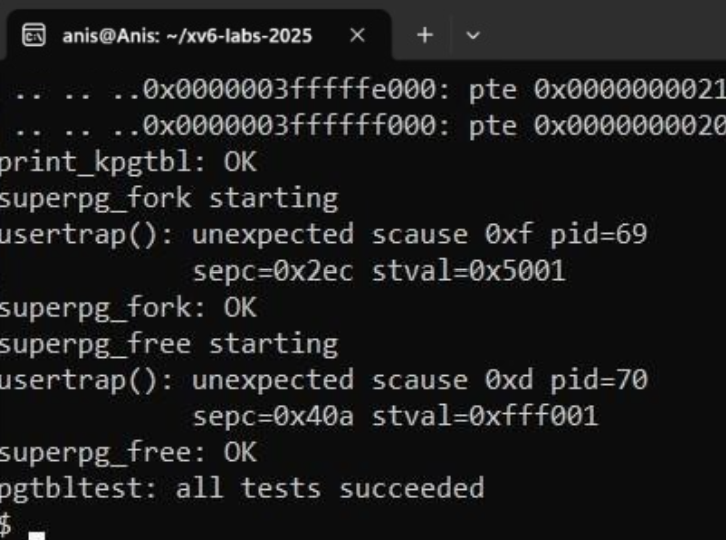 anis@Anis: ~/xv6-labs-2025
.. .. ..0x0000003fffffe000: pte 0x0000000021
.. .. ..0x0000003ffffff000: pte 0x0000000020
print_kpgtbl: OK
superpg_fork starting
usertrap(): unexpected scause 0xf pid=69
sepc=0x2ec stval=0x5001
superpg_fork: OK
superpg_free starting
usertrap(): unexpected scause 0xd pid=70
sepc=0x40a stval=0xfff001
superpg_free: OK
pgtbltest: all tests succeeded
$